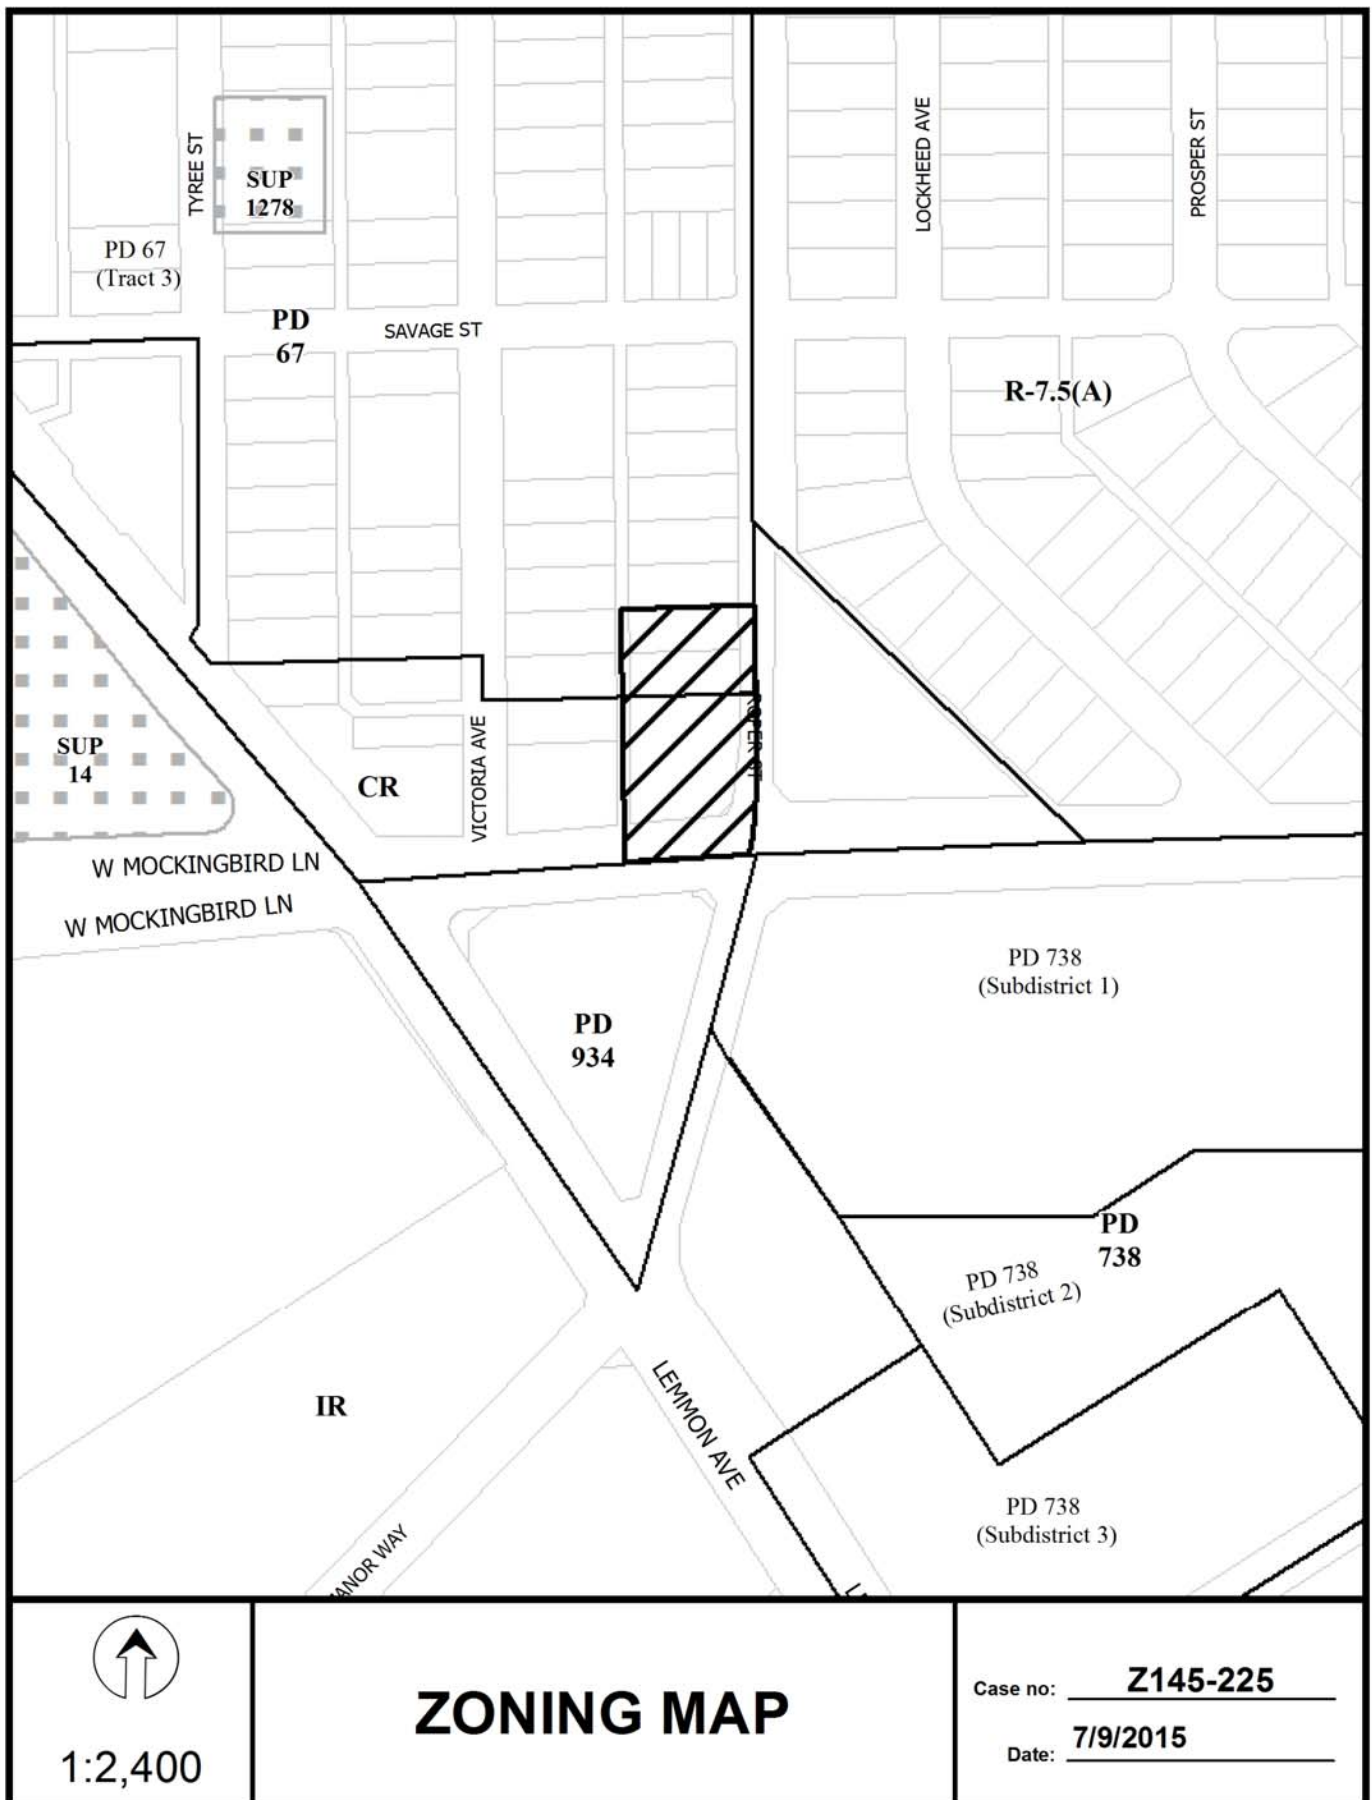 TYREE ST
SUP
1278
LOCKHEED AVE
PROSPER ST
PD 67
(Tract 3)
PD
67
SAVAGE ST
R-7.5(A)
SUP
14
CR
VICTORIA AVE
W MOCKINGBIRD LN
W MOCKINGBIRD LN
PD 738
(Subdistrict 1)
PD
934
PD
738
PD 738
(Subdistrict 2)
IR
LEMMON AVE
PD 738
(Subdistrict 3)
ANOR WAY
1:2,400
ZONING MAP
Case no: Z145-225
Date: 7/9/2015